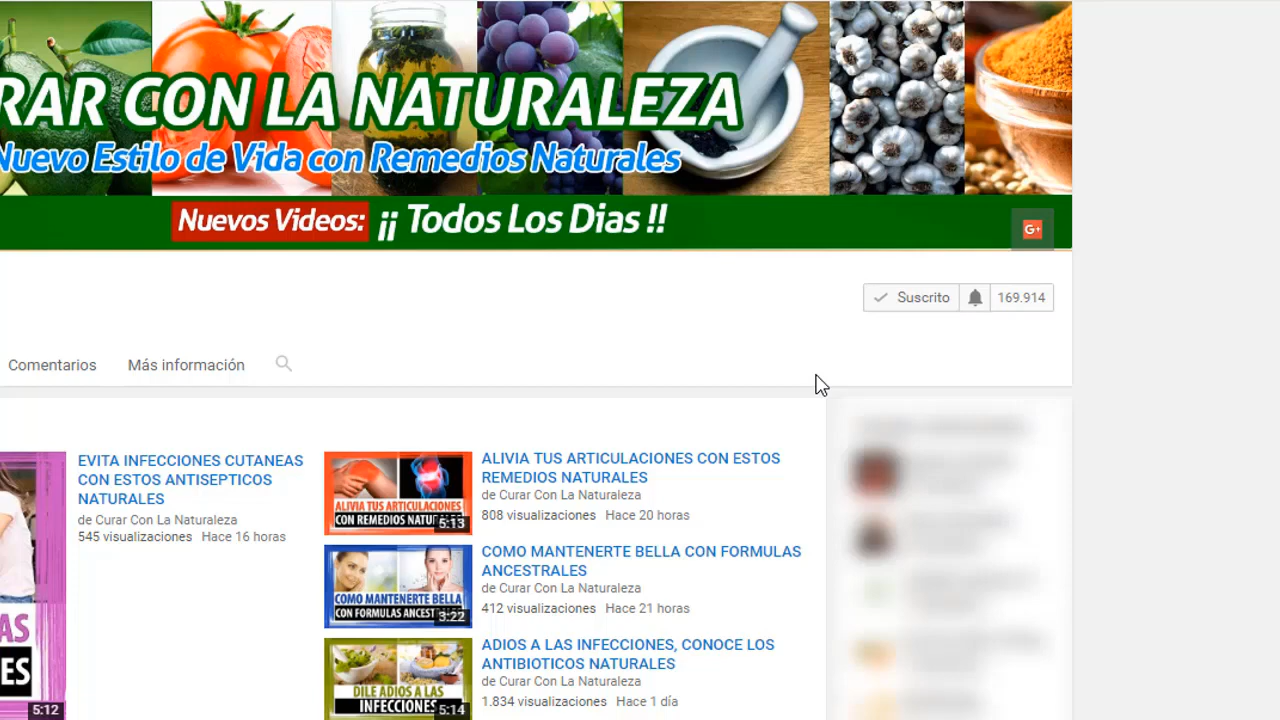 RAR CON LA NATURALEZA
Nuevo Estilo de Vida con Remedios Naturales
Nuevos Videos: ¡¡ Todos Los Dias !!
G+
Suscrito
169.914
Comentarios
Más información
EVITA INFECCIONES CUTANEAS
CON ESTOS ANTISEPTICOS
NATURALES
de Curar Con La Naturaleza
545 visualizaciones Hace 16 horas
AS
ES
5:12
ALIVIA TUS ARTICULACIONES
CON REMEDIOS
5:13
ALIVIA TUS ARTICULACIONES CON ESTOS
REMEDIOS NATURALES
de Curar Con La Naturaleza
808 visualizaciones Hace 20 horas
COMO MANTENERTE BELLA
CON FORMULAS
3:22
COMO MANTENERTE BELLA CON FORMULAS
ANCESTRALES
de Curar Con La Naturaleza
412 visualizaciones Hace 21 horas
DILE ADIOS A LAS
INFECCIONES
5:14
ADIOS A LAS INFECCIONES, CONOCE LOS
ANTIBIOTICOS NATURALES
de Curar Con La Naturaleza
1.834 visualizaciones Hace 1 día